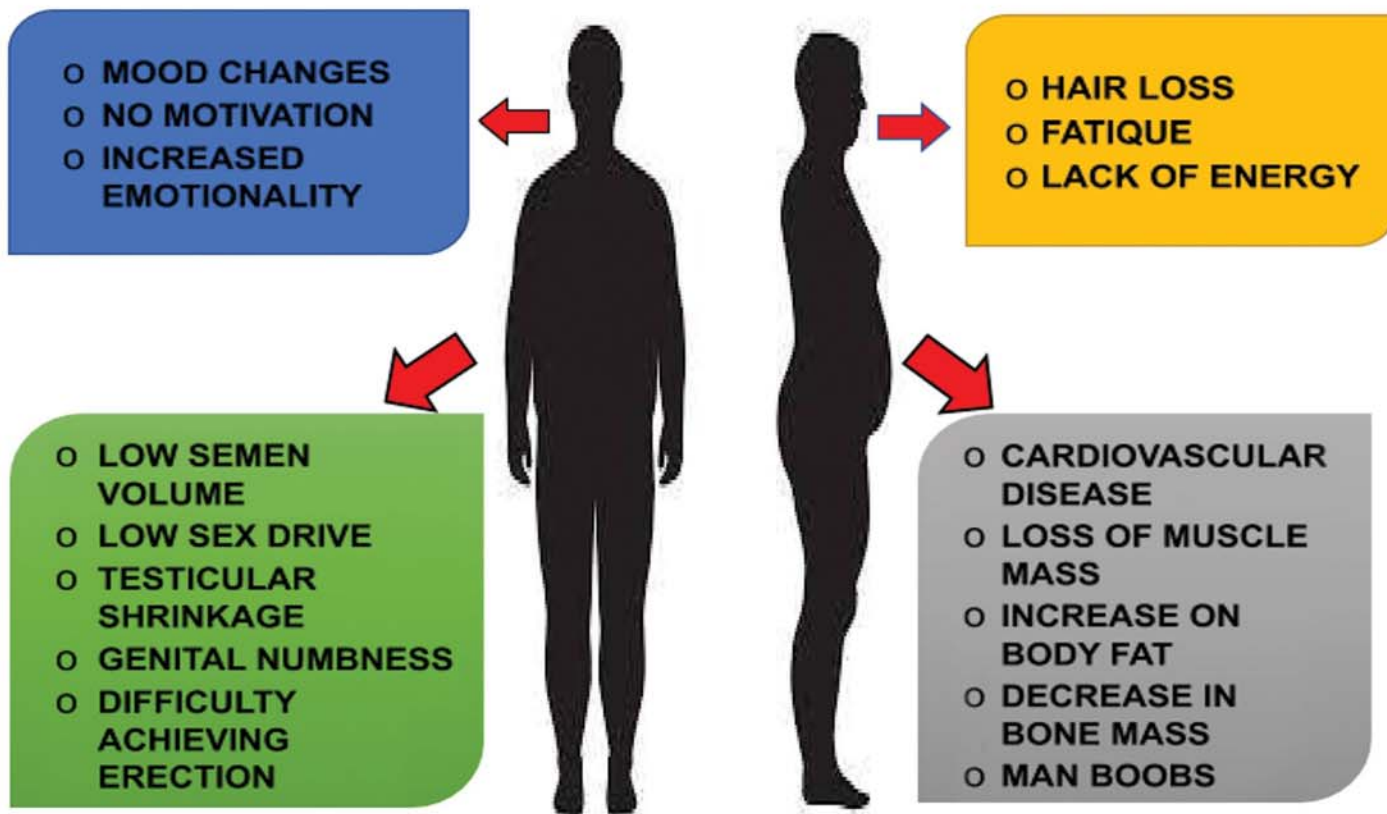 o MOOD CHANGES
o NO MOTIVATION
o INCREASED
EMOTIONALITY
o HAIR LOSS
o FATIQUE
o LACK OF ENERGY
o LOW SEMEN
VOLUME
o LOW SEX DRIVE
o TESTICULAR
SHRINKAGE
o GENITAL NUMBNESS
o DIFFICULTY
ACHIEVING
ERECTION
o CARDIOVASCULAR
DISEASE
o LOSS OF MUSCLE
MASS
o INCREASE ON
BODY FAT
o DECREASE IN
BONE MASS
o MAN BOOBS